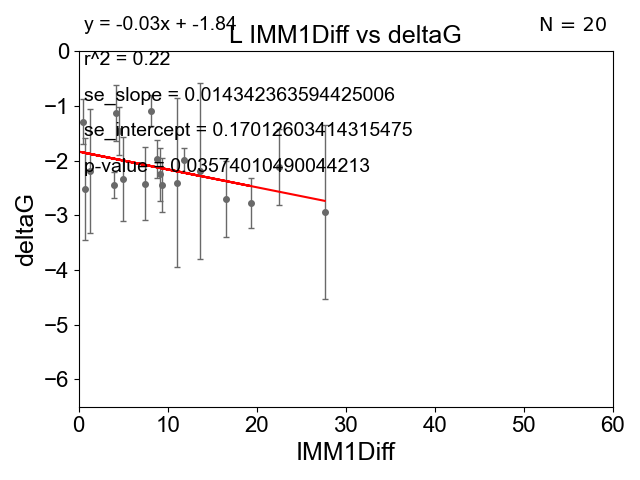 y = -0.03x + -1.84
N = 20
L IMM1Diff vs deltaG
r^2 = 0.22
se_slope = 0.014342363594425006
se_intercept = 0.17012603414315475
p-value = 0.03574010490044213
0
−1
−2
−3
−4
−5
−6
deltaG
0 10 20 30 40 50 60
IMM1Diff